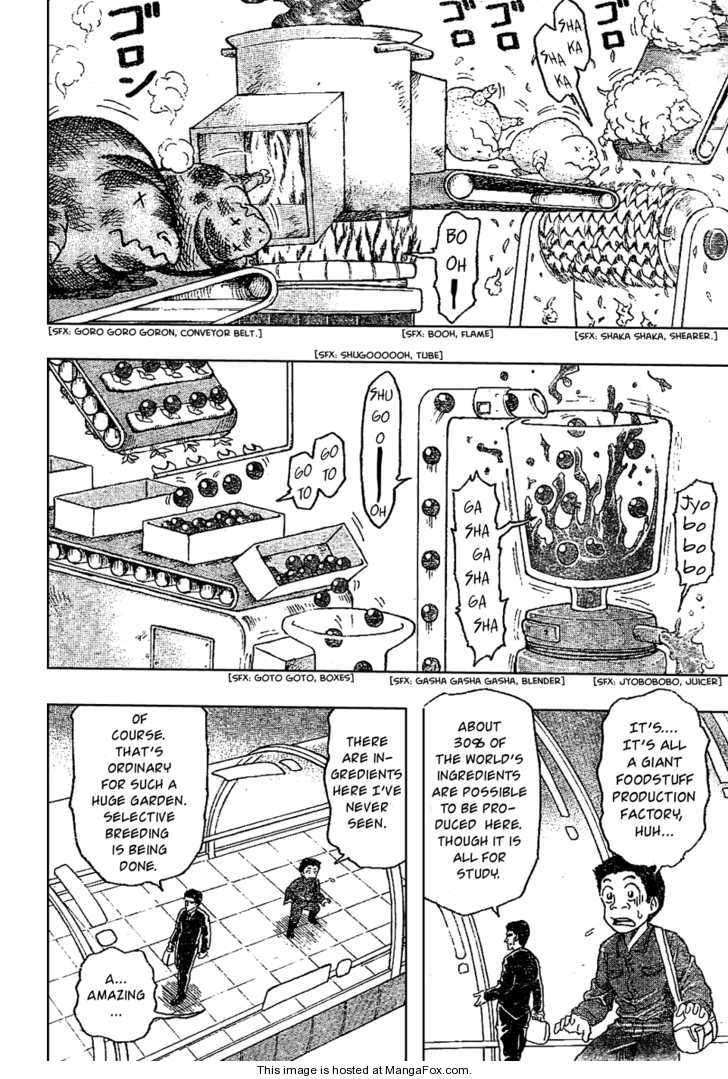 ゴロン
ゴロ
ゴロ
ゴロ
SHA
KA
SHA
KA
BO
OH
[SFX: GORO GORO GORON, CONVEYOR BELT.]
[SFX: BOOH, FLAME]
[SFX: SHAKA SHAKA, SHEARER.]
[SFX: SHUGOOOOOH, TUBE]
GO
TO
GO
TO
SHU
GO
O
OH
GA
SHA
GA
SHA
GA
SHA
Jyo
bo
bo
bo
[SFX: GOTO GOTO, BOXES]
[SFX: GASHA GASHA GASHA, BLENDER]
[SFX: JYOBOBOBO, JUICER]
IT'S....
IT'S ALL
A GIANT
FOODSTUFF
PRODUCTION
FACTORY,
HUH...
ABOUT
30% OF
THE WORLD'S
INGREDIENTS
ARE POSSIBLE
TO BE PRO-
DUCED HERE.
THOUGH IT IS
ALL FOR
STUDY.
THERE
ARE IN-
GREDIENTS
HERE I'VE
NEVER
SEEN.
OF
COURSE.
THAT'S
ORDINARY
FOR SUCH A
HUGE GARDEN.
SELECTIVE
BREEDING
IS BEING
DONE.
A...
AMAZING
...
This image is hosted at MangaFox.com.